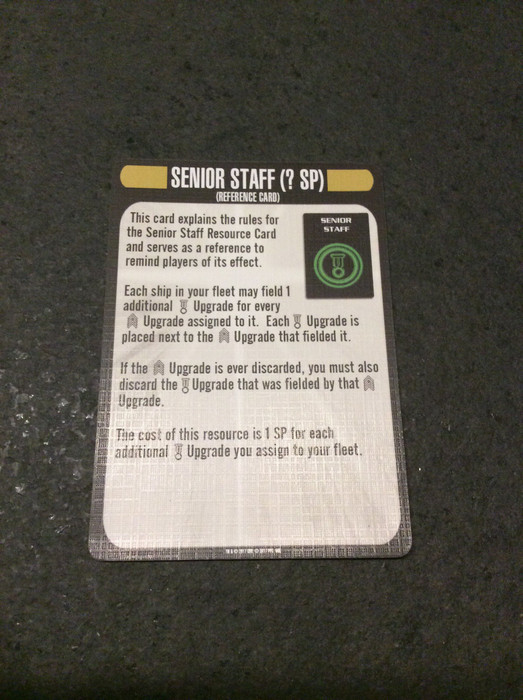 SENIOR STAFF (? SP)
(REFERENCE CARD)
This card explains the rules for
the Senior Staff Resource Card
and serves as a reference to
remind players of its effect.
SENIOR
STAFF
Each ship in your fleet may field 1
additional Upgrade for every
Upgrade assigned to it. Each Upgrade is
placed next to the Upgrade that fielded it.
If the Upgrade is ever discarded, you must also
discard the Upgrade that was fielded by that
Upgrade.
The cost of this resource is 1 SP for each
additional Upgrade you assign to your fleet.